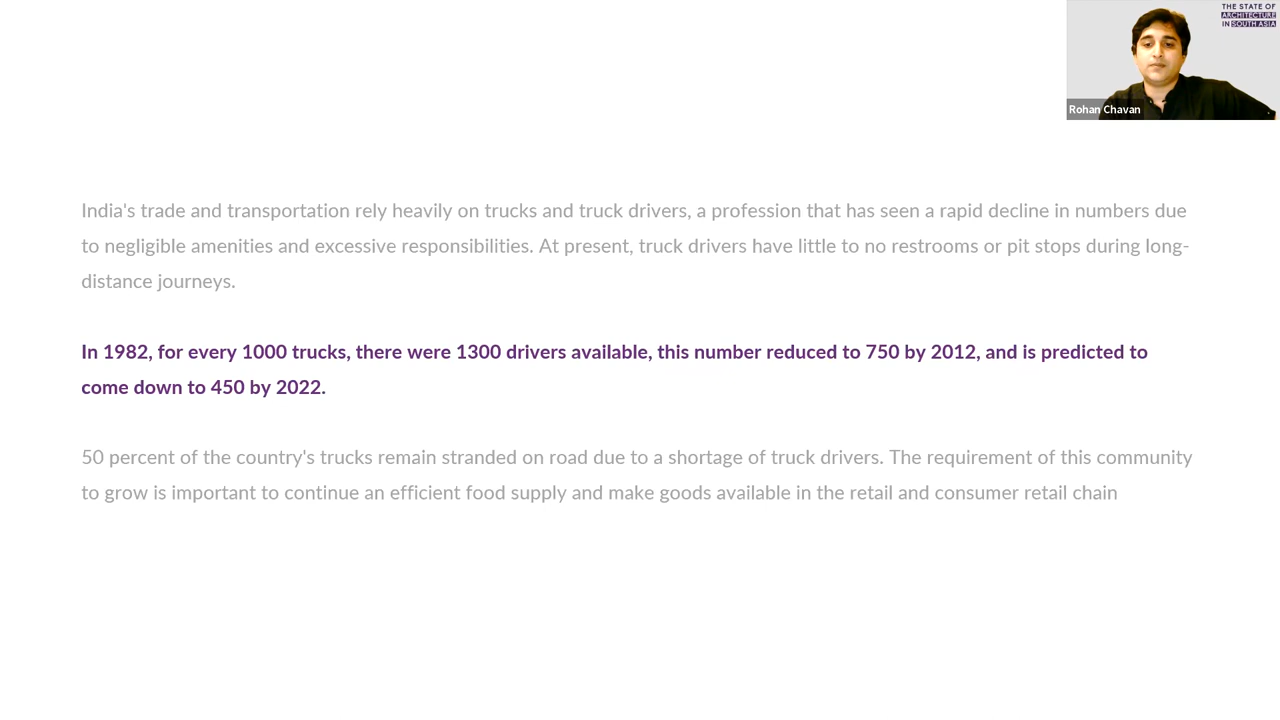 THE STATE OF
ARCHITECTURE
IN SOUTH ASIA
Rohan Chavan
India's trade and transportation rely heavily on trucks and truck drivers, a profession that has seen a rapid decline in numbers due
to negligible amenities and excessive responsibilities. At present, truck drivers have little to no restrooms or pit stops during long-
distance journeys.
In 1982, for every 1000 trucks, there were 1300 drivers available, this number reduced to 750 by 2012, and is predicted to
come down to 450 by 2022.
50 percent of the country's trucks remain stranded on road due to a shortage of truck drivers. The requirement of this community
to grow is important to continue an efficient food supply and make goods available in the retail and consumer retail chain